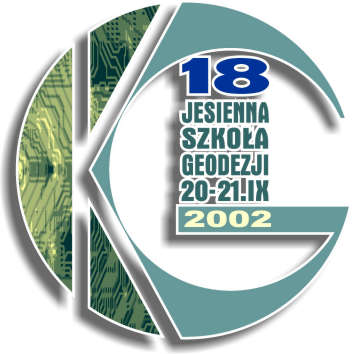 18
JESIENNA
SZKOŁA
GEODEZJI
20-21.IX
2002